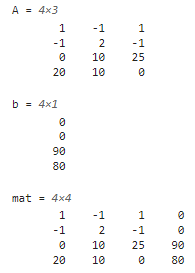 A = 4×3
1 -1 1
-1 2 -1
0 10 25
20 10 0
b = 4×1
0
0
90
80
mat = 4×4
1 -1 1 0
-1 2 -1 0
0 10 25 90
20 10 0 80